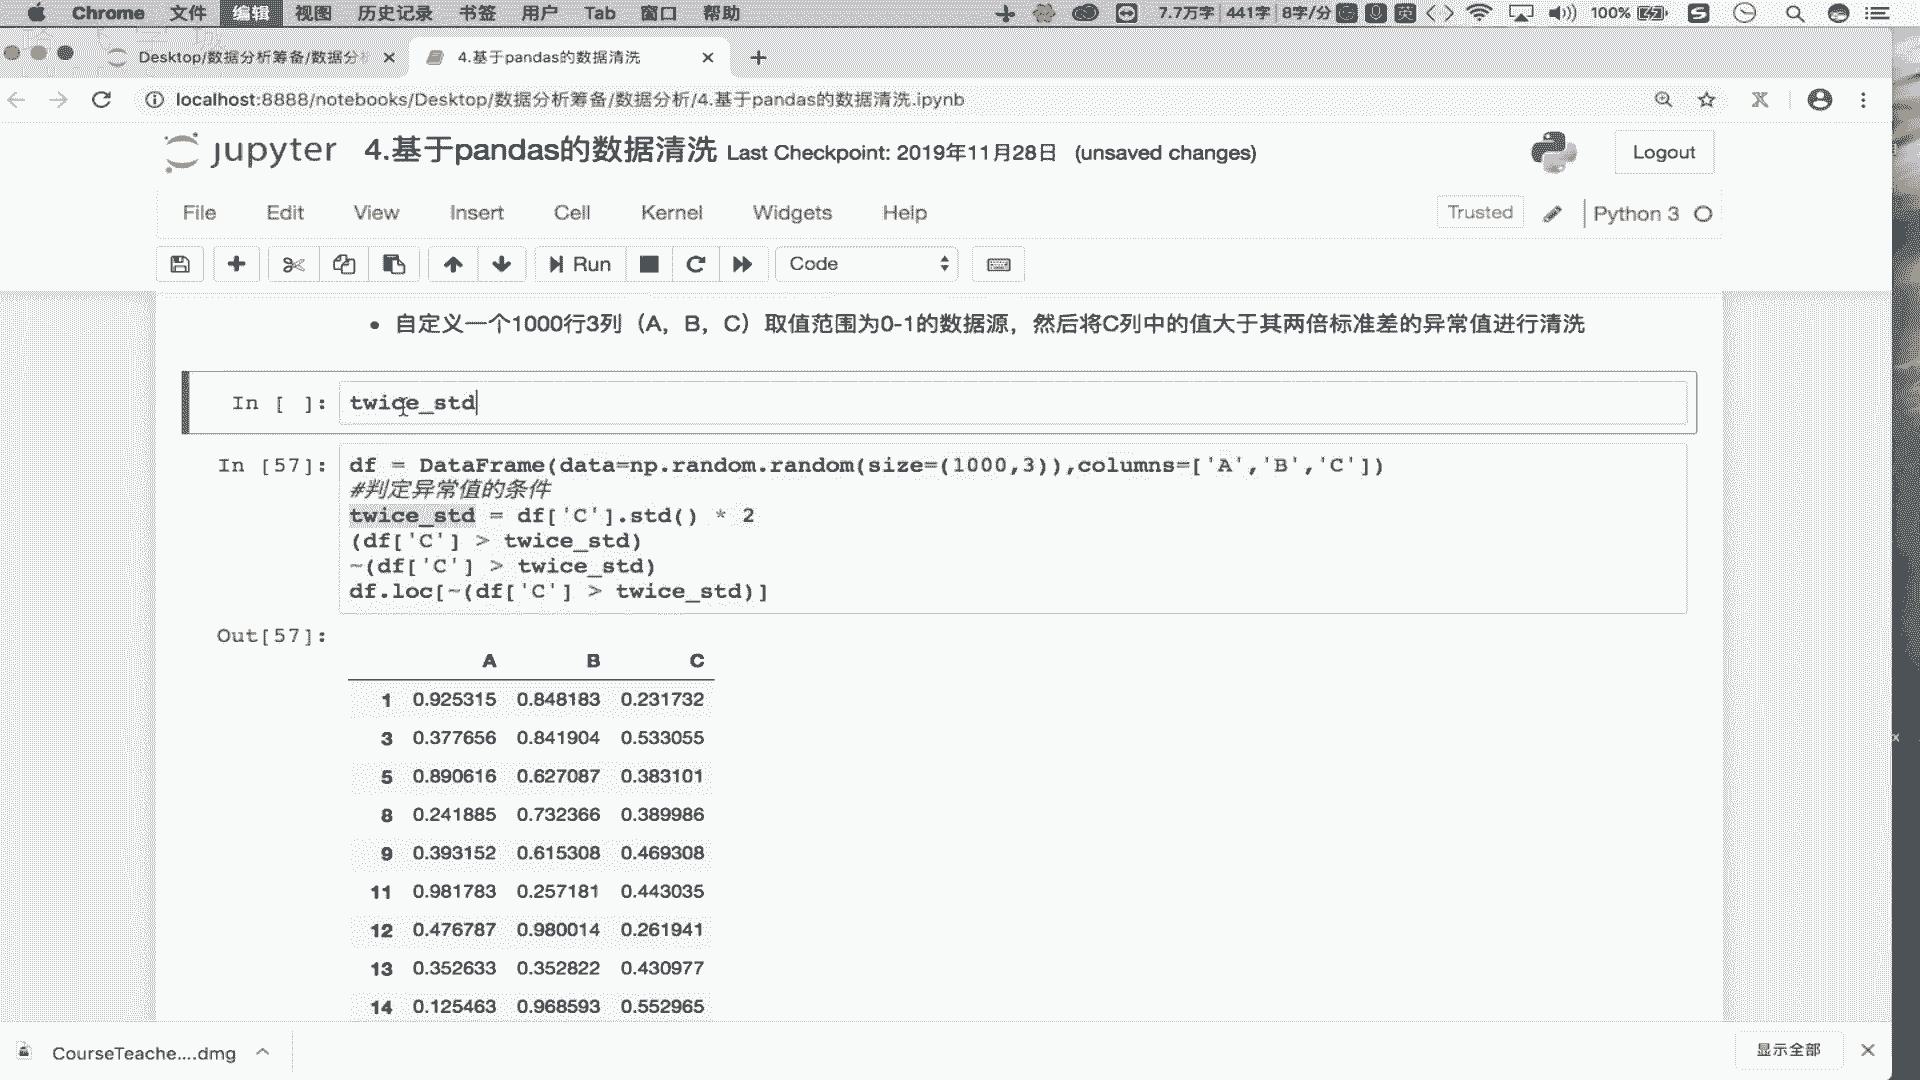 Chrome 文件 编辑 视图 历史记录 书签 用户 Tab 窗口 帮助 7.7万字 441字 8字/分 英 100%
Desktop/数据分析筹备/数据分 4.基于pandas的数据清洗
localhost:8888/notebooks/Desktop/数据分析筹备/数据分析/4.基于pandas的数据清洗.ipynb
jupyter 4.基于pandas的数据清洗 Last Checkpoint: 2019年11月28日 (unsaved changes) Logout
File Edit View Insert Cell Kernel Widgets Help Trusted Python 3
Run Code
• 自定义一个1000行3列（A，B，C）取值范围为0-1的数据源，然后将C列中的值大于其两倍标准差的异常值进行清洗
In [ ]: twice_std
In [57]: df = DataFrame(data=np.random.random(size=(1000,3)),columns=['A','B','C'])
#判定异常值的条件
twice_std = df['C'].std() * 2
(df['C'] > twice_std)
~(df['C'] > twice_std)
df.loc[~(df['C'] > twice_std)]
Out[57]:
A B C
1 0.925315 0.848183 0.231732
3 0.377656 0.841904 0.533055
5 0.890616 0.627087 0.383101
8 0.241885 0.732366 0.389986
9 0.393152 0.615308 0.469308
11 0.981783 0.257181 0.443035
12 0.476787 0.980014 0.261941
13 0.352633 0.352822 0.430977
14 0.125463 0.968593 0.552965
CourseTeache....dmg 显示全部